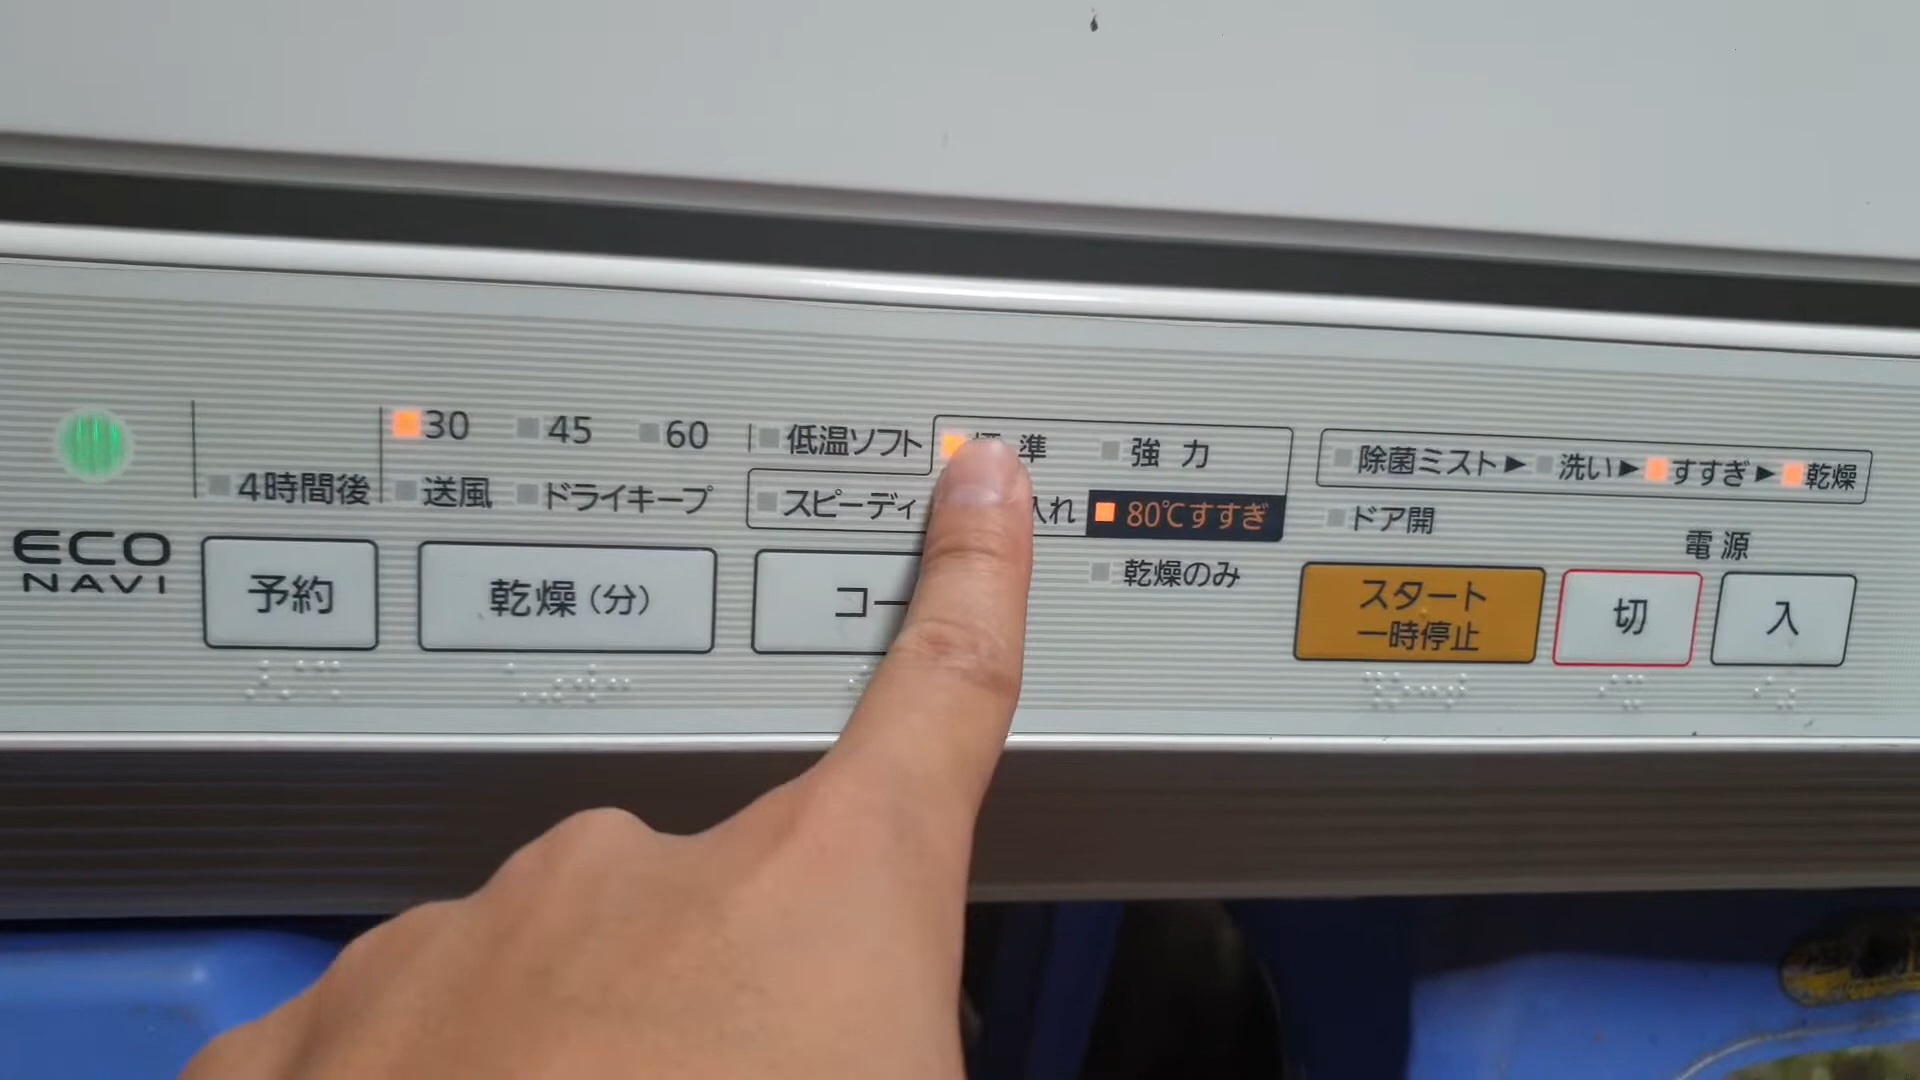 30 45 60 低温ソフト 準 強力 除菌ミスト▶洗い▶すすぎ▶乾燥
4時間後 送風 ドライキープ スピーディ 入れ 80℃すすぎ ドア開
電源
乾燥のみ
ECO
NAVI
予約 乾燥(分) コー スタート
一時停止 切 入